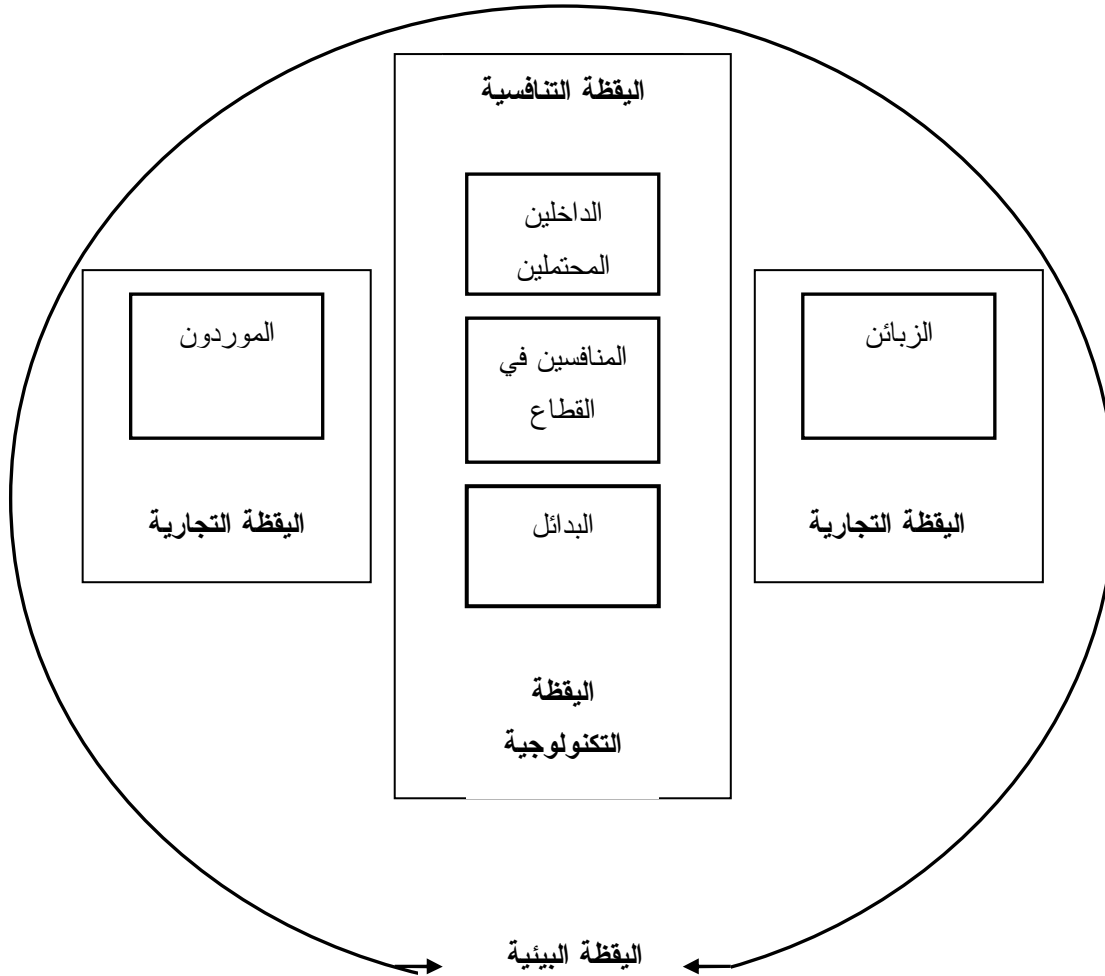 اليقظة التنافسية
الداخلين
المحتملين
الزبائن
المنافسين في
القطاع
الموردون
اليقظة التجارية
البدائل
اليقظة التجارية
اليقظة
التكنولوجية
اليقظة البيئية